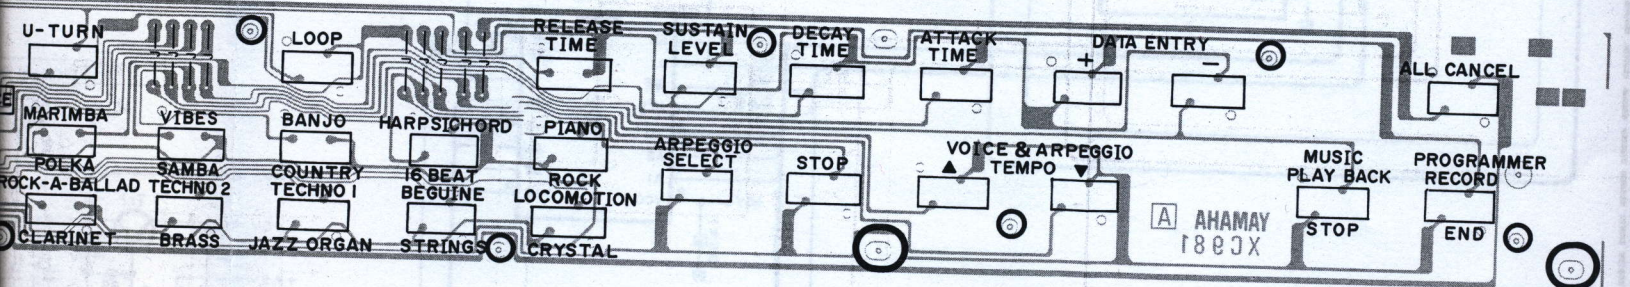 U-TURN
LOOP
RELEASE
TIME
SUSTAIN
LEVEL
DECAY
TIME
ATTACK
TIME
DATA ENTRY
+
−
ALL CANCEL
E
MARIMBA
VIBES
BANJO
HARPSICHORD
PIANO
ARPEGGIO
SELECT
STOP
VOICE & ARPEGGIO
▲ TEMPO ▼
MUSIC
PLAY BACK
PROGRAMMER
RECORD
POLKA
SAMBA
COUNTRY
16 BEAT
ROCK
ROCK-A-BALLAD
TECHNO 2
TECHNO 1
BEGUINE
LOCOMOTION
CLARINET
BRASS
JAZZ ORGAN
STRINGS
CRYSTAL
A
YAMAHA
XC981
STOP
END